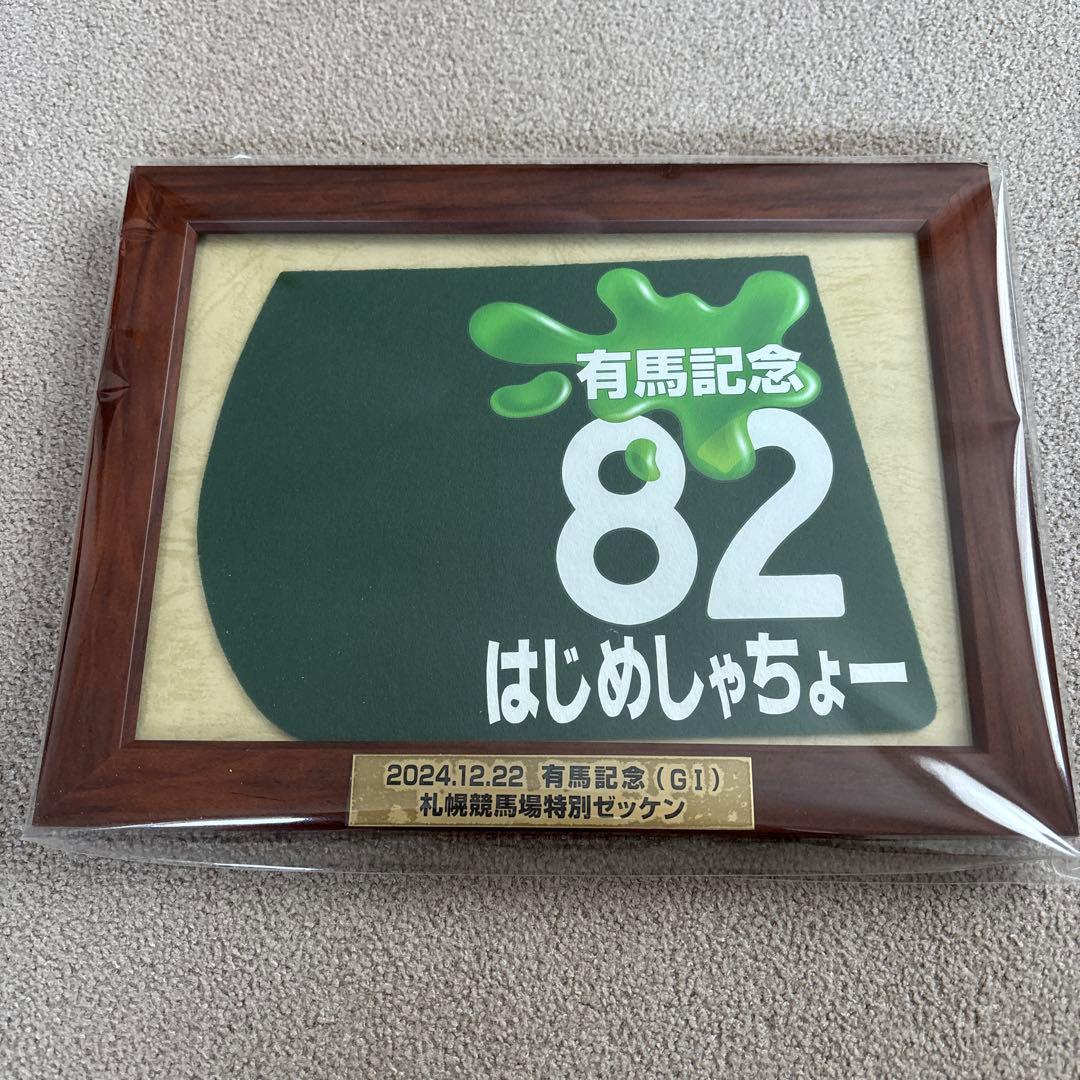 有馬記念
82
はじめしゃちょー
2024.12.22 有馬記念(GI)
札幌競馬場特別ゼッケン